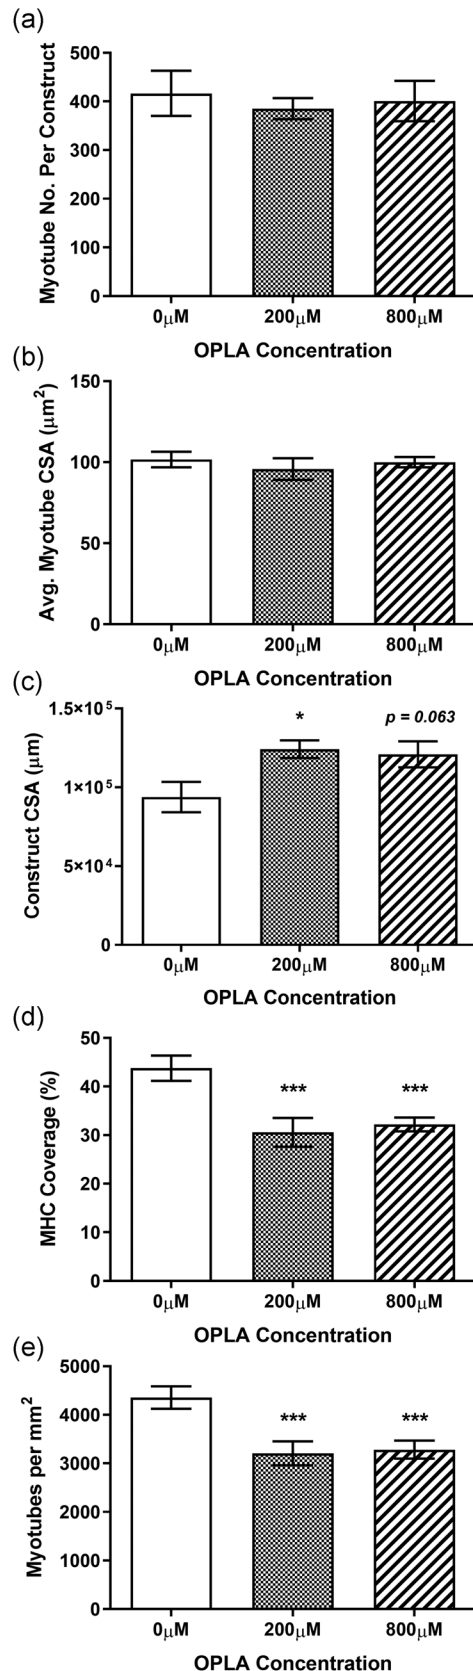 (a)
Myotube No. Per Construct
500
400
300
200
100
0
0μM 200μM 800μM
OPLA Concentration
(b)
Avg. Myotube CSA (μm²)
150
100
50
0
0μM 200μM 800μM
OPLA Concentration
(c)
Construct CSA (μm)
1.5×10⁵
1×10⁵
5×10⁴
0
* p = 0.063
0μM 200μM 800μM
OPLA Concentration
(d)
MHC Coverage (%)
50
40
30
20
10
0
*** ***
0μM 200μM 800μM
OPLA Concentration
(e)
Myotubes per mm²
5000
4000
3000
2000
1000
0
*** ***
0μM 200μM 800μM
OPLA Concentration